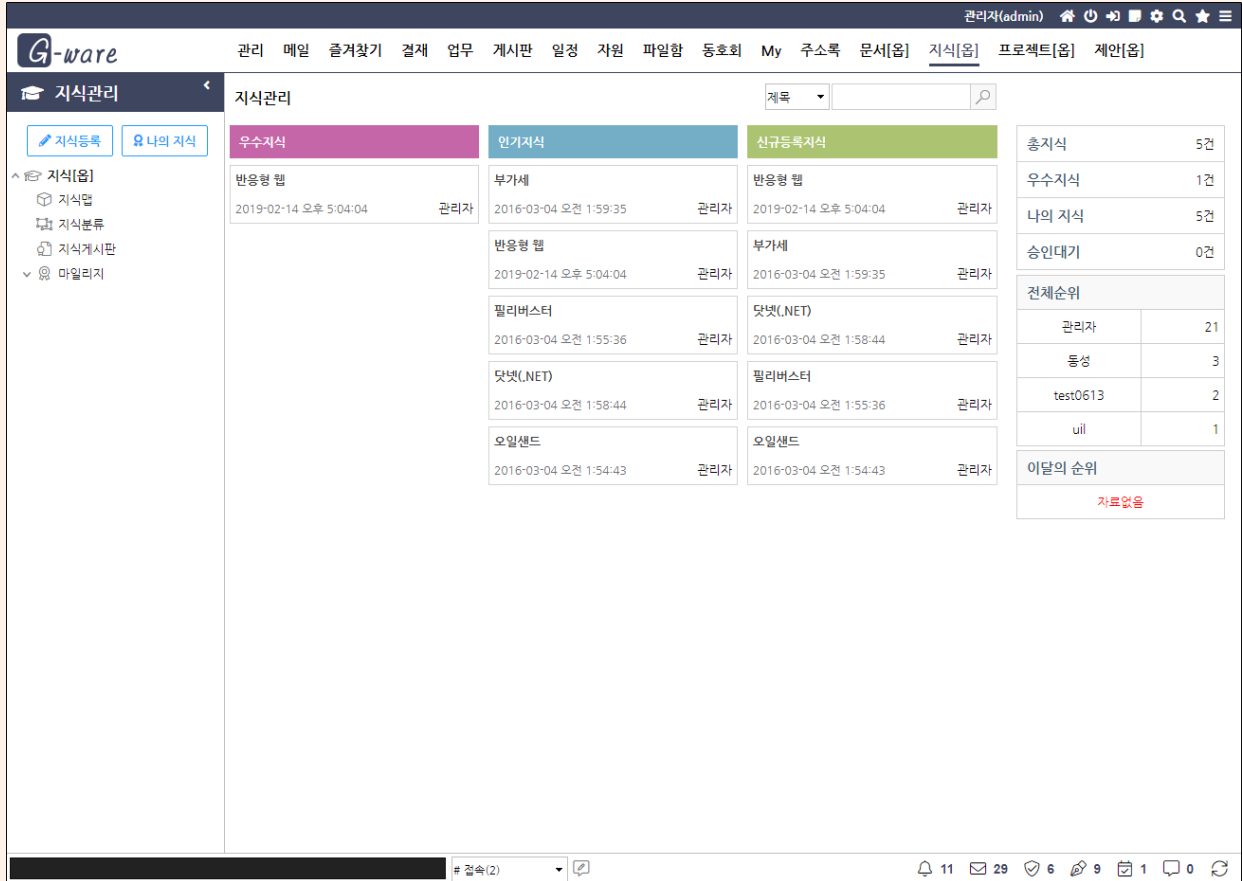 관리자(admin)
G-ware
관리 메일 즐겨찾기 결재 업무 게시판 일정 자원 파일함 동호회 My 주소록 문서[옵] 지식[옵] 프로젝트[옵] 제안[옵]
지식관리
지식등록 나의 지식
지식[옵]
지식맵
지식분류
지식게시판
마일리지
지식관리
제목
우수지식
반응형 웹
2019-02-14 오후 5:04:04 관리자
인기지식
부가세
2016-03-04 오전 1:59:35 관리자
반응형 웹
2019-02-14 오후 5:04:04 관리자
필리버스터
2016-03-04 오전 1:55:36 관리자
닷넷(.NET)
2016-03-04 오전 1:58:44 관리자
오일샌드
2016-03-04 오전 1:54:43 관리자
신규등록지식
반응형 웹
2019-02-14 오후 5:04:04 관리자
부가세
2016-03-04 오전 1:59:35 관리자
닷넷(.NET)
2016-03-04 오전 1:58:44 관리자
필리버스터
2016-03-04 오전 1:55:36 관리자
오일샌드
2016-03-04 오전 1:54:43 관리자
총지식 5건
우수지식 1건
나의 지식 5건
승인대기 0건
전체순위
관리자 21
동성 3
test0613 2
uil 1
이달의 순위
자료없음
# 접속(2)
11 29 6 9 1 0